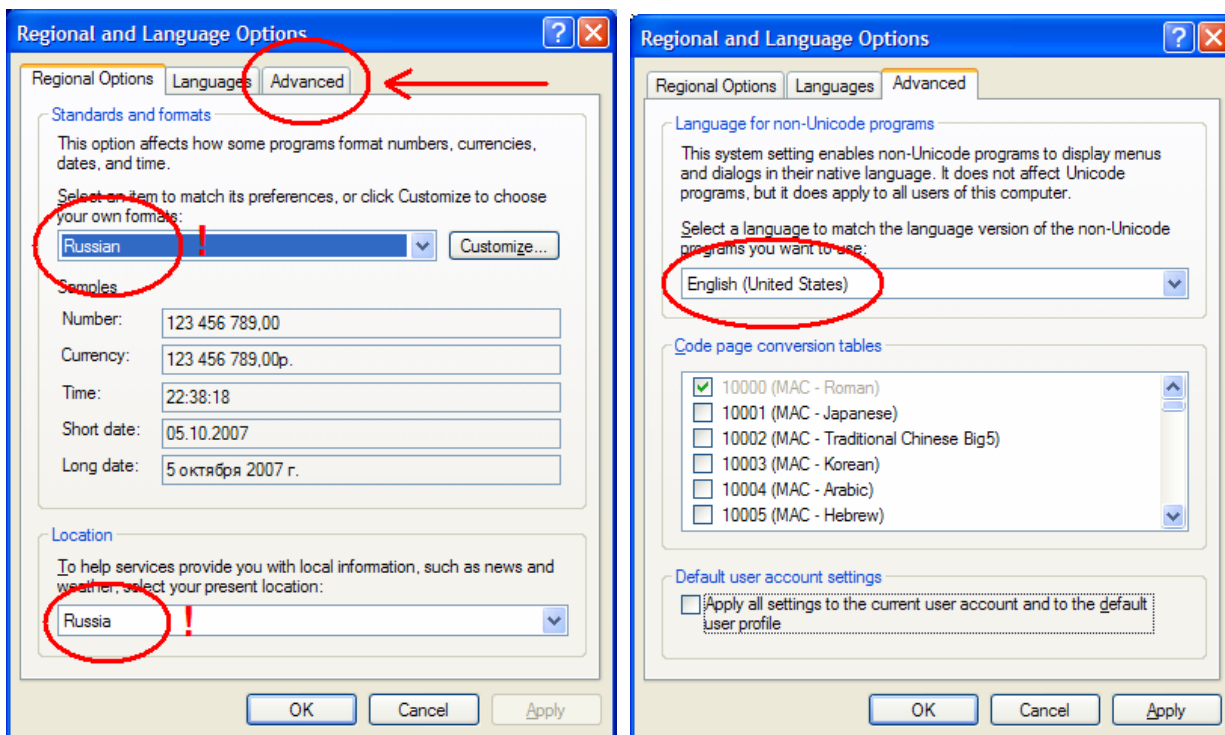 Regional and Language Options
Regional Options Languages Advanced
Standards and formats
This option affects how some programs format numbers, currencies,
dates, and time.
Select an item to match its preferences, or click Customize to choose
your own formats:
Russian ! Customize...
Samples
Number: 123 456 789,00
Currency: 123 456 789,00р.
Time: 22:38:18
Short date: 05.10.2007
Long date: 5 октября 2007 г.
Location
To help services provide you with local information, such as news and
weather, select your present location:
Russia !
OK Cancel Apply
Regional and Language Options
Regional Options Languages Advanced
Language for non-Unicode programs
This system setting enables non-Unicode programs to display menus
and dialogs in their native language. It does not affect Unicode
programs, but it does apply to all users of this computer.
Select a language to match the language version of the non-Unicode
programs you want to use:
English (United States)
Code page conversion tables
10000 (MAC - Roman)
10001 (MAC - Japanese)
10002 (MAC - Traditional Chinese Big5)
10003 (MAC - Korean)
10004 (MAC - Arabic)
10005 (MAC - Hebrew)
Default user account settings
Apply all settings to the current user account and to the default
user profile
OK Cancel Apply